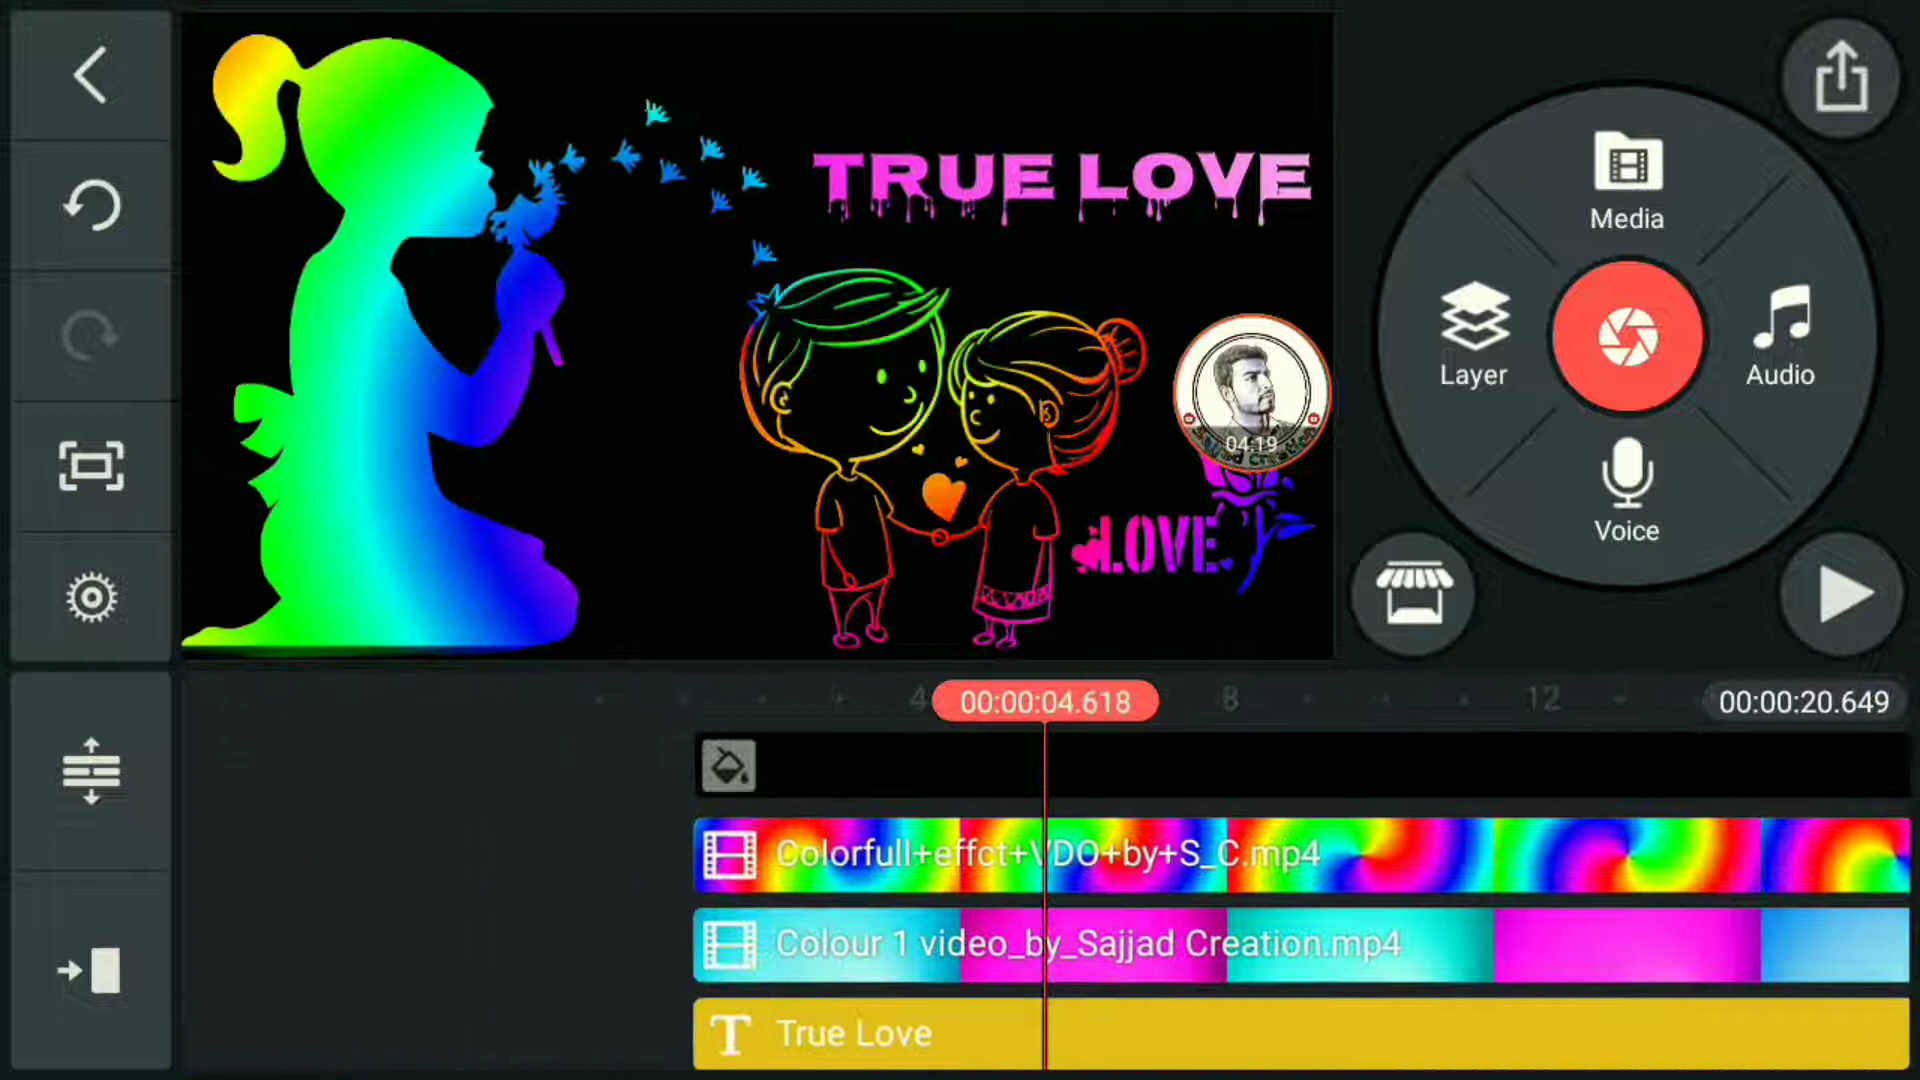 TRUE LOVE
Media
Layer
Audio
04:19
LOVE
Voice
4
00:00:04.618
8
12
00:00:20.649
Colorfull+effct+VDO+by+S_C.mp4
Colour 1 video_by_Sajjad Creation.mp4
T True Love